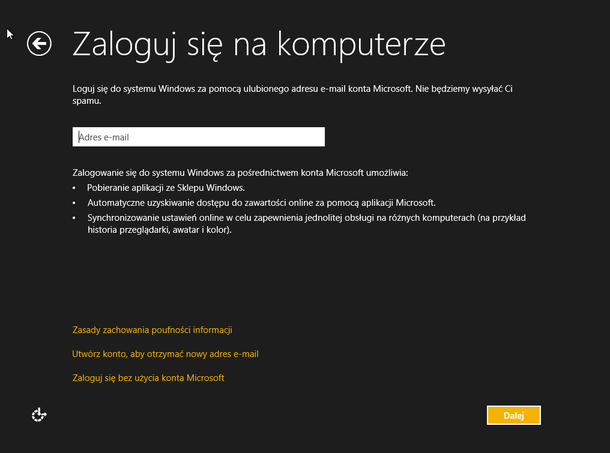 Zaloguj się na komputerze
Loguj się do systemu Windows za pomocą ulubionego adresu e-mail konta Microsoft. Nie będziemy wysyłać Ci
spamu.
Adres e-mail
Zalogowanie się do systemu Windows za pośrednictwem konta Microsoft umożliwia:
• Pobieranie aplikacji ze Sklepu Windows.
• Automatyczne uzyskiwanie dostępu do zawartości online za pomocą aplikacji Microsoft.
• Synchronizowanie ustawień online w celu zapewnienia jednolitej obsługi na różnych komputerach (na przykład
historia przeglądarki, awatar i kolor).
Zasady zachowania poufności informacji
Utwórz konto, aby otrzymać nowy adres e-mail
Zaloguj się bez użycia konta Microsoft
Dalej